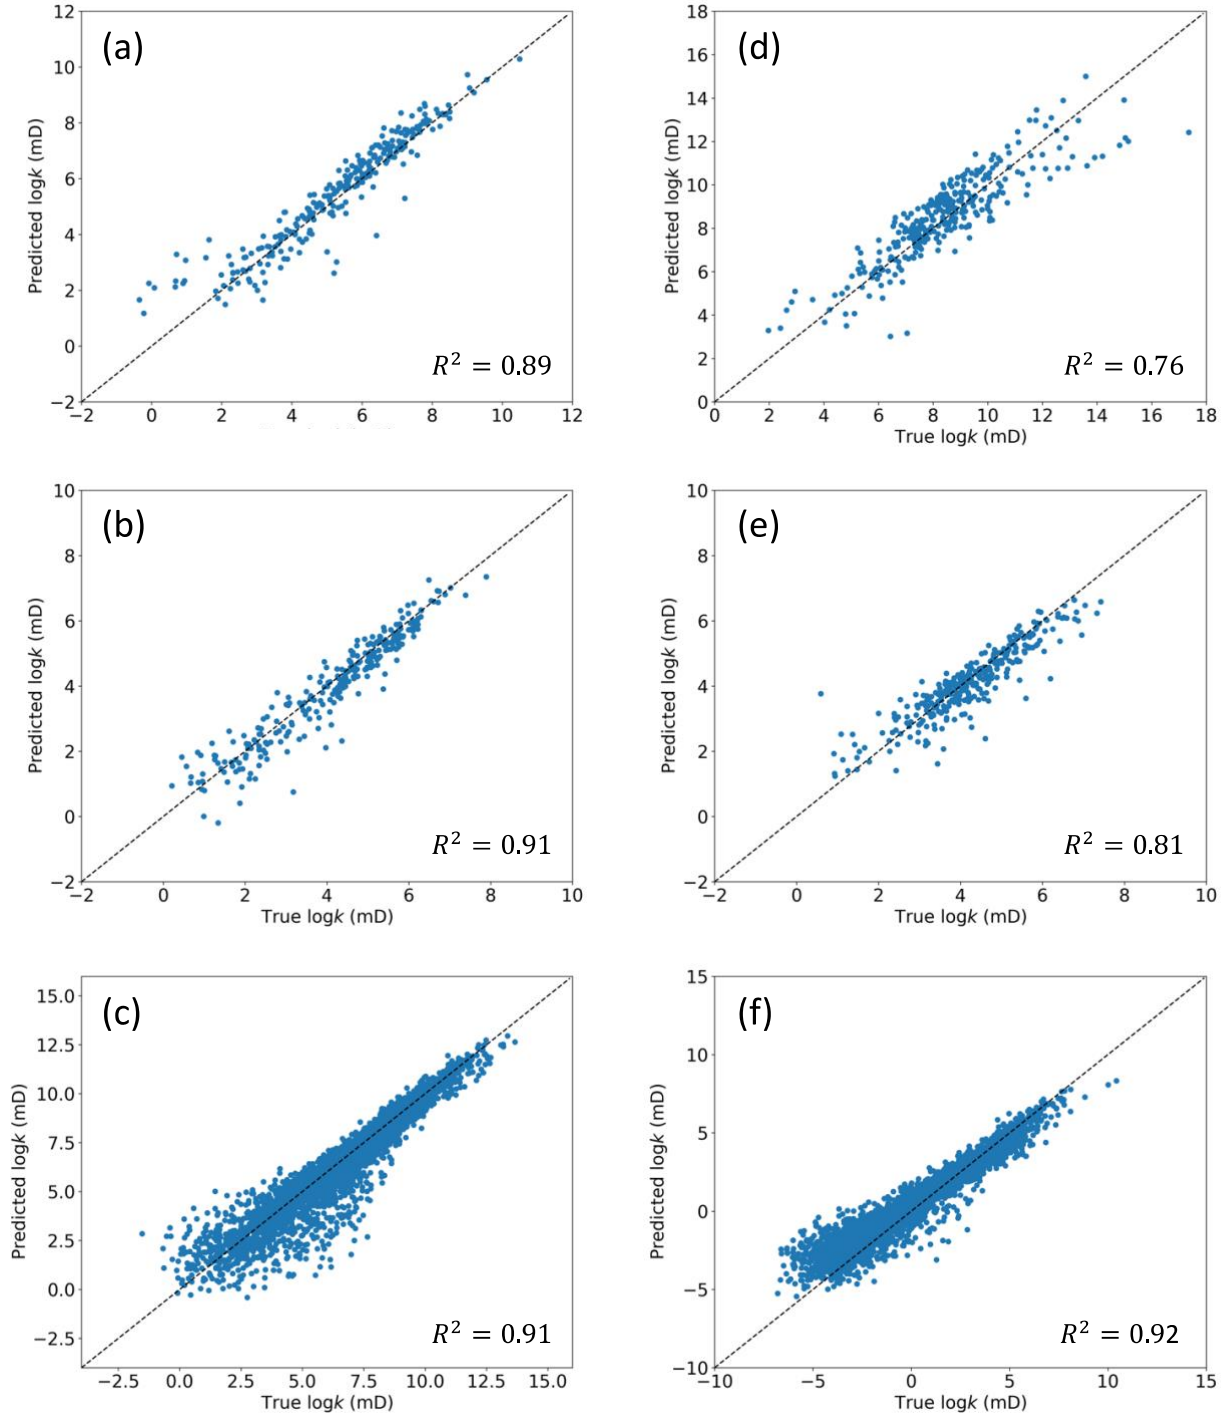 (a)
12
10
8
6
4
2
0
−2
Predicted logk (mD)
R² = 0.89
−2 0 2 4 6 8 10 12
(d)
18
16
14
12
10
8
6
4
2
0
Predicted logk (mD)
R² = 0.76
0 2 4 6 8 10 12 14 16 18
True logk (mD)
(b)
10
8
6
4
2
0
−2
Predicted logk (mD)
R² = 0.91
−2 0 2 4 6 8 10
True logk (mD)
(e)
10
8
6
4
2
0
−2
Predicted logk (mD)
R² = 0.81
−2 0 2 4 6 8 10
True logk (mD)
(c)
15.0
12.5
10.0
7.5
5.0
2.5
0.0
−2.5
Predicted logk (mD)
R² = 0.91
−2.5 0.0 2.5 5.0 7.5 10.0 12.5 15.0
True logk (mD)
(f)
15
10
5
0
−5
−10
Predicted logk (mD)
R² = 0.92
−10 −5 0 5 10 15
True logk (mD)